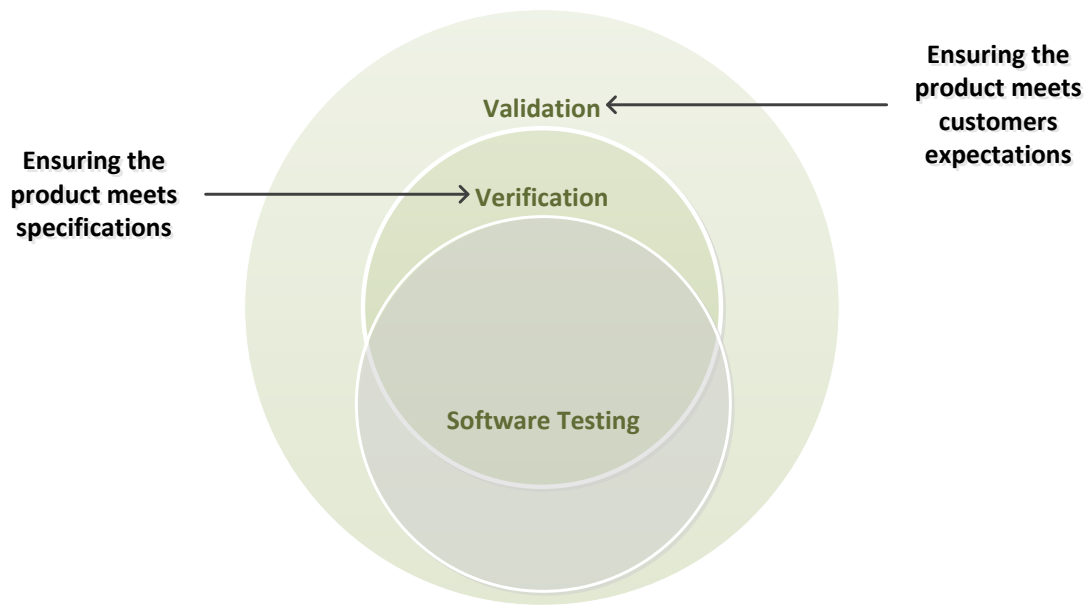 Ensuring the
product meets
customers
expectations
Validation
Ensuring the
product meets
specifications
Verification
Software Testing